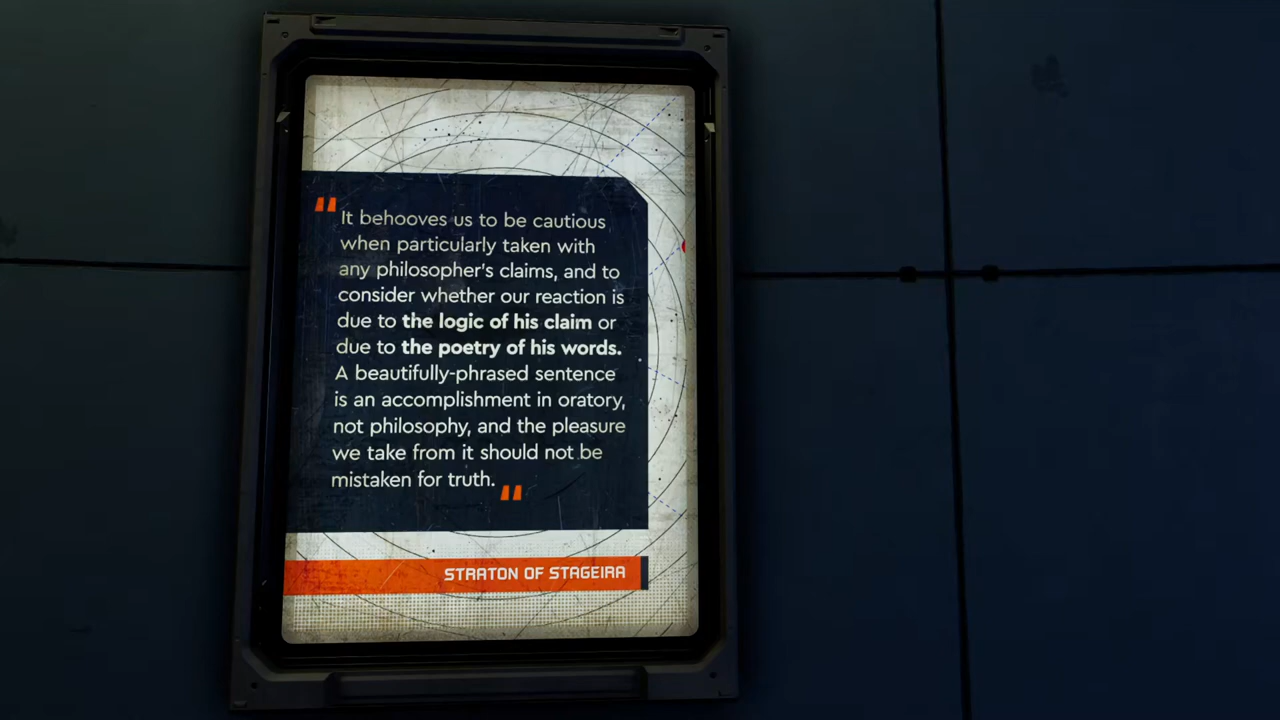 "It behooves us to be cautious
when particularly taken with
any philosopher's claims, and to
consider whether our reaction is
due to the logic of his claim or
due to the poetry of his words.
A beautifully-phrased sentence
is an accomplishment in oratory,
not philosophy, and the pleasure
we take from it should not be
mistaken for truth."
STRATON OF STAGEIRA